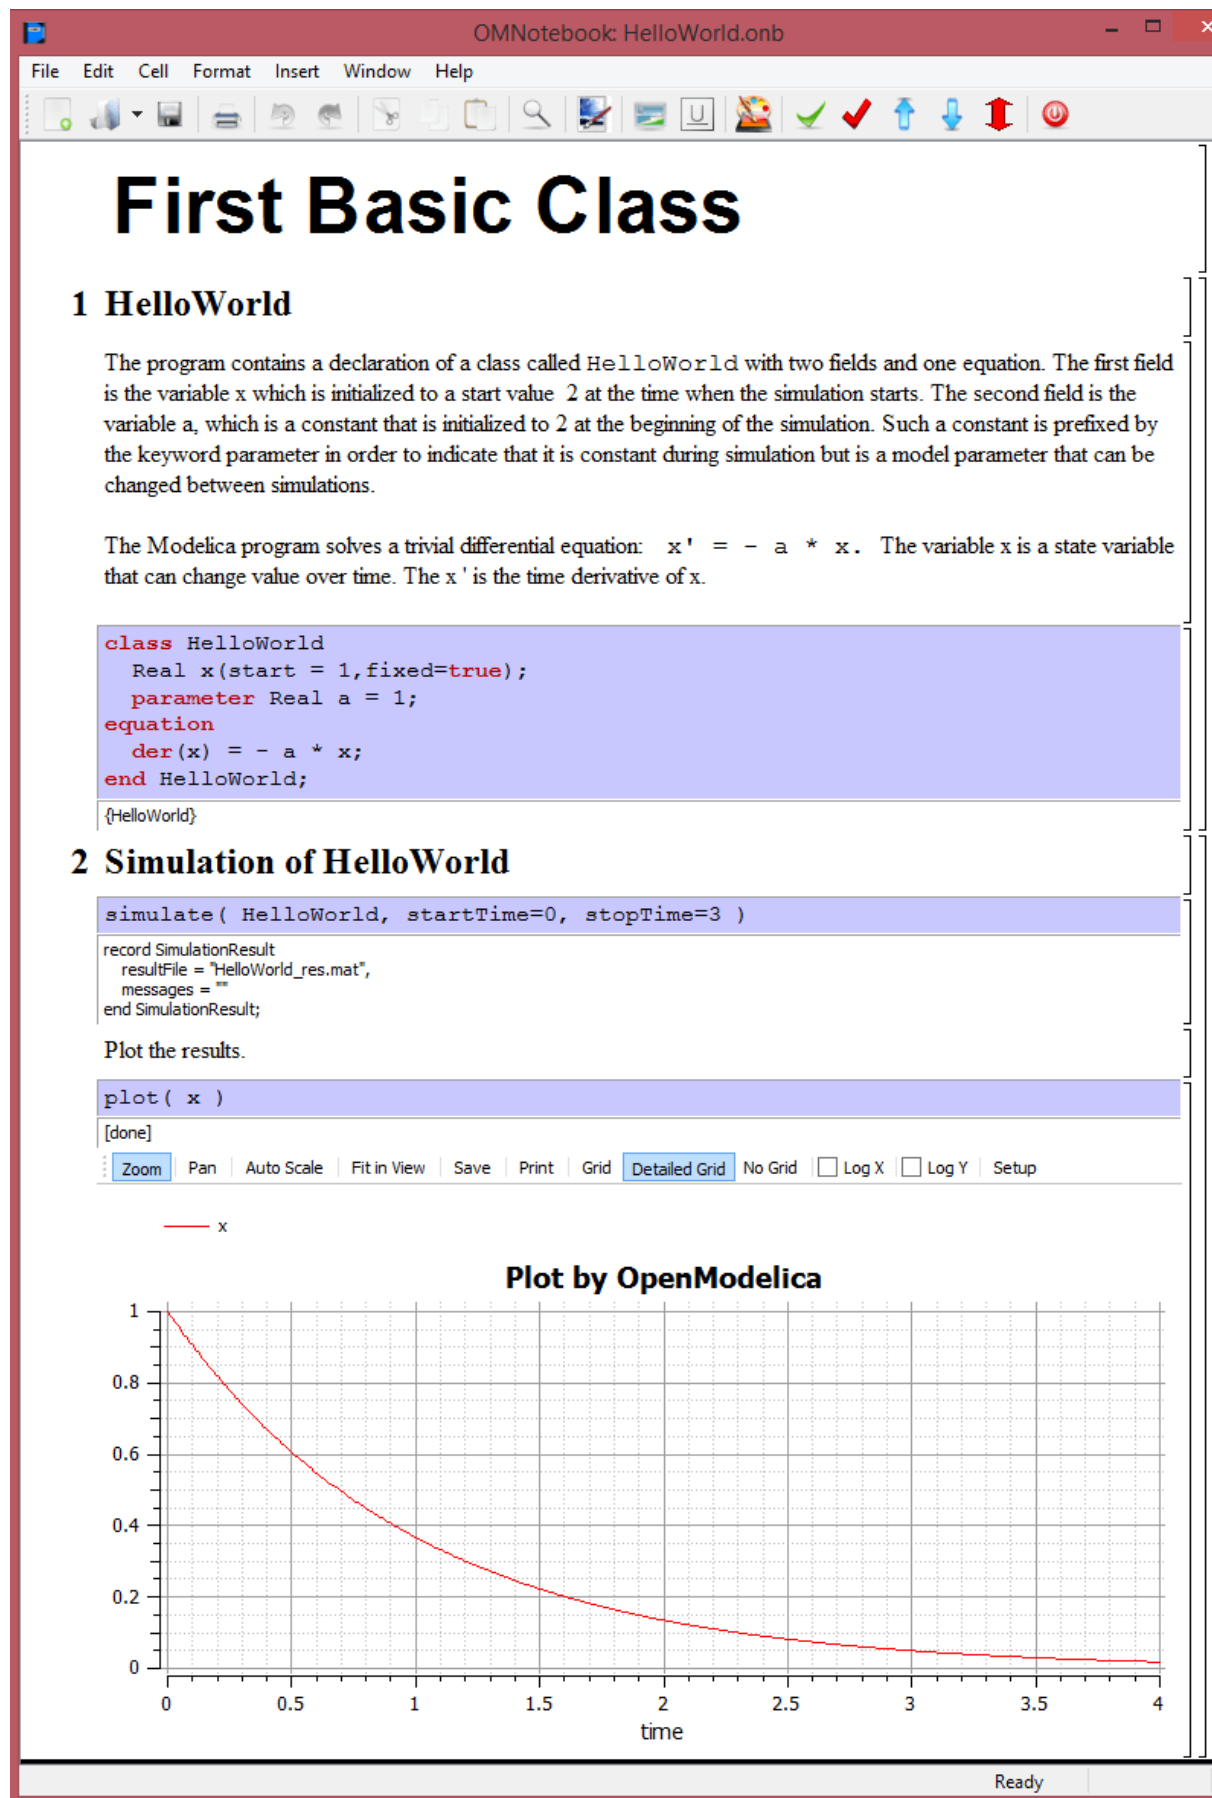 OMNotebook: HelloWorld.onb
File Edit Cell Format Insert Window Help
U
First Basic Class
1 HelloWorld
The program contains a declaration of a class called HelloWorld with two fields and one equation. The first field
is the variable x which is initialized to a start value  2 at the time when the simulation starts. The second field is the
variable a, which is a constant that is initialized to 2 at the beginning of the simulation. Such a constant is prefixed by
the keyword parameter in order to indicate that it is constant during simulation but is a model parameter that can be
changed between simulations.
The Modelica program solves a trivial differential equation:   x' = - a * x.  The variable x is a state variable
that can change value over time. The x ' is the time derivative of x.
class HelloWorld
  Real x(start = 1,fixed=true);
  parameter Real a = 1;
equation
  der(x) = - a * x;
end HelloWorld;
{HelloWorld}
2 Simulation of HelloWorld
simulate( HelloWorld, startTime=0, stopTime=3 )
record SimulationResult
  resultFile = "HelloWorld_res.mat",
  messages = ""
end SimulationResult;
Plot the results.
plot( x )
[done]
Zoom Pan Auto Scale Fit in View Save Print Grid Detailed Grid No Grid Log X Log Y Setup
x
Plot by OpenModelica
1
0.8
0.6
0.4
0.2
0
0 0.5 1 1.5 2 2.5 3 3.5 4
time
Ready